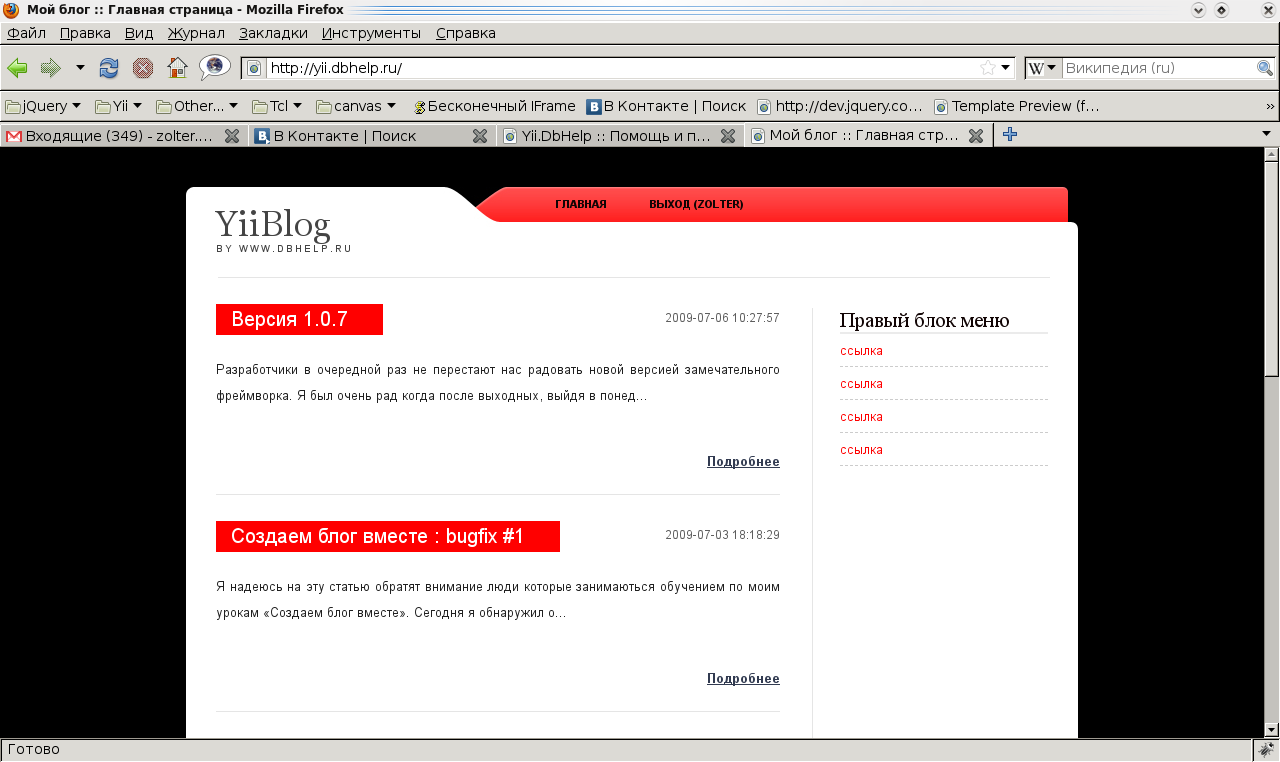 Мой блог :: Главная страница - Mozilla Firefox
Файл Правка Вид Журнал Закладки Инструменты Справка
http://yii.dbhelp.ru/ W Википедия (ru)
jQuery Yii Other... Tcl canvas Бесконечный IFrame В В Контакте | Поиск http://dev.jquery.co... Template Preview (f... »
Входящие (349) - zolter.... В В Контакте | Поиск Yii.DbHelp :: Помощь и п... Мой блог :: Главная стр...
ГЛАВНАЯ ВЫХОД (ZOLTER)
YiiBlog
BY WWW.DBHELP.RU
Версия 1.0.7 2009-07-06 10:27:57
Разработчики в очередной раз не перестают нас радовать новой версией замечательного
фреймворка. Я был очень рад когда после выходных, выйдя в понед...
Подробнее
Создаем блог вместе : bugfix #1 2009-07-03 18:18:29
Я надеюсь на эту статью обратят внимание люди которые занимаються обучением по моим
урокам «Создаем блог вместе». Сегодня я обнаружил о...
Подробнее
Правый блок меню
ссылка
ссылка
ссылка
ссылка
Готово